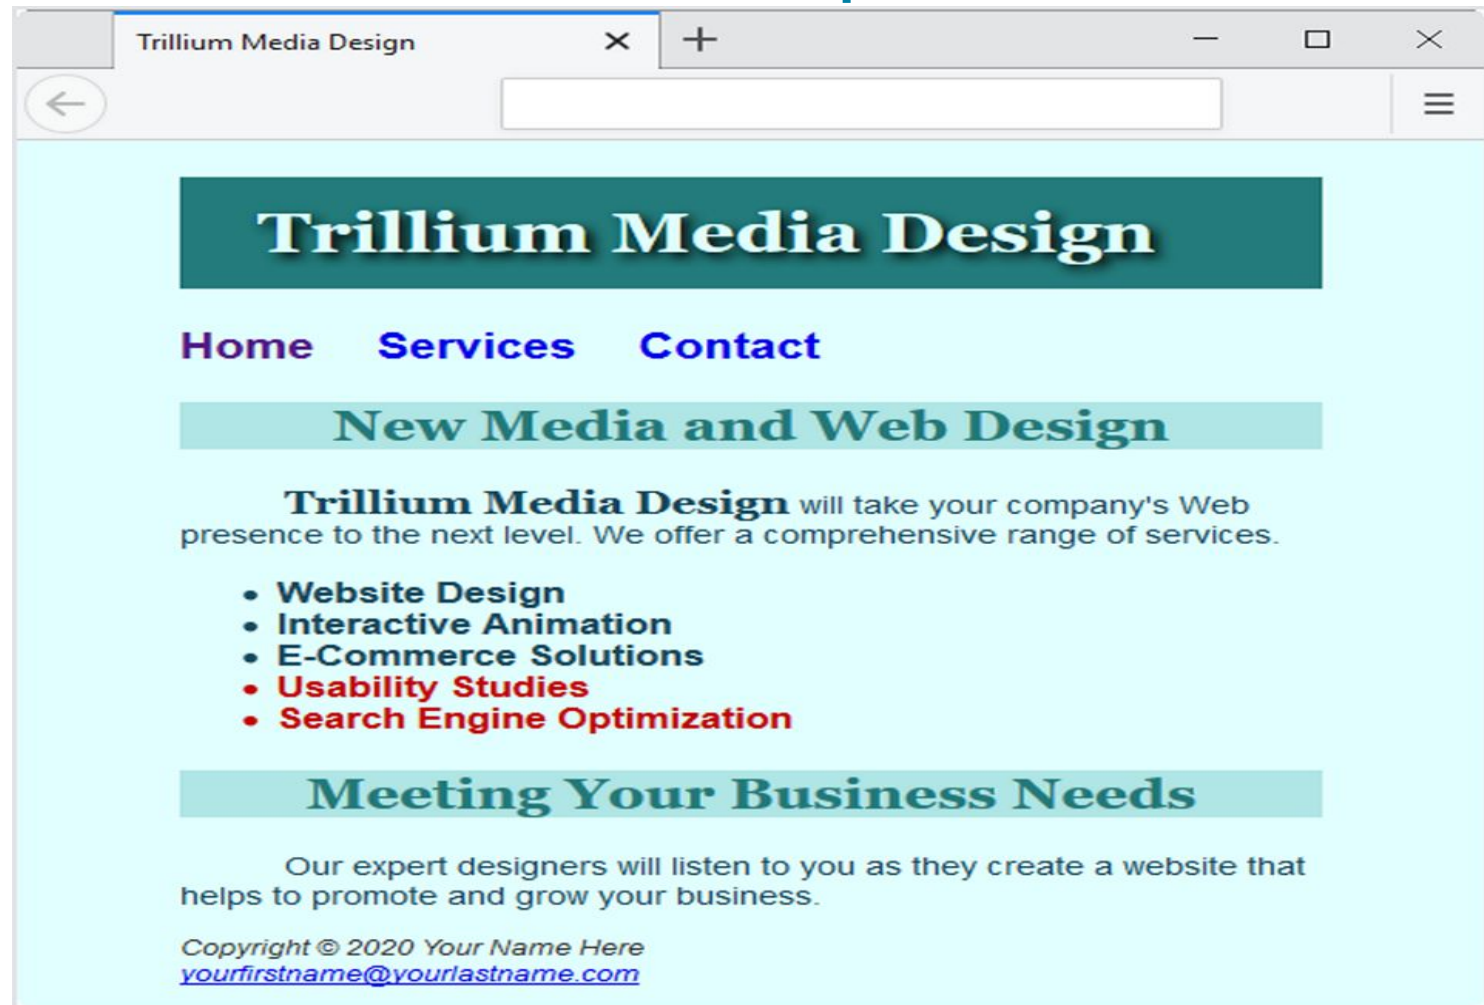 Trillium Media Design
Trillium Media Design
Home Services Contact
New Media and Web Design
Trillium Media Design will take your company's Web
presence to the next level. We offer a comprehensive range of services.
• Website Design
• Interactive Animation
• E-Commerce Solutions
• Usability Studies
• Search Engine Optimization
Meeting Your Business Needs
Our expert designers will listen to you as they create a website that
helps to promote and grow your business.
Copyright © 2020 Your Name Here
yourfirstname@yourlastname.com